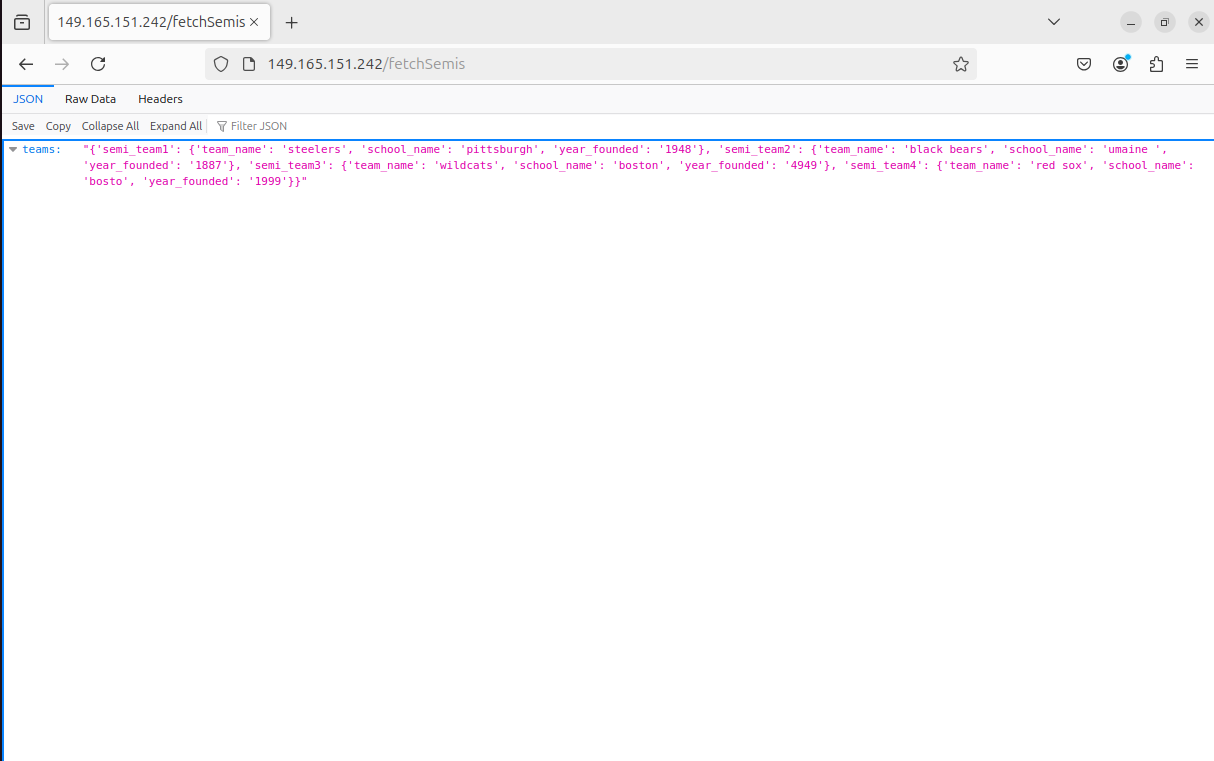 149.165.151.242/fetchSemis
149.165.151.242/fetchSemis
JSON Raw Data Headers
Save Copy Collapse All Expand All Filter JSON
teams: "{'semi_team1': {'team_name': 'steelers', 'school_name': 'pittsburgh', 'year_founded': '1948'}, 'semi_team2': {'team_name': 'black bears', 'school_name': 'umaine ',
'year_founded': '1887'}, 'semi_team3': {'team_name': 'wildcats', 'school_name': 'boston', 'year_founded': '4949'}, 'semi_team4': {'team_name': 'red sox', 'school_name':
'bosto', 'year_founded': '1999'}}"